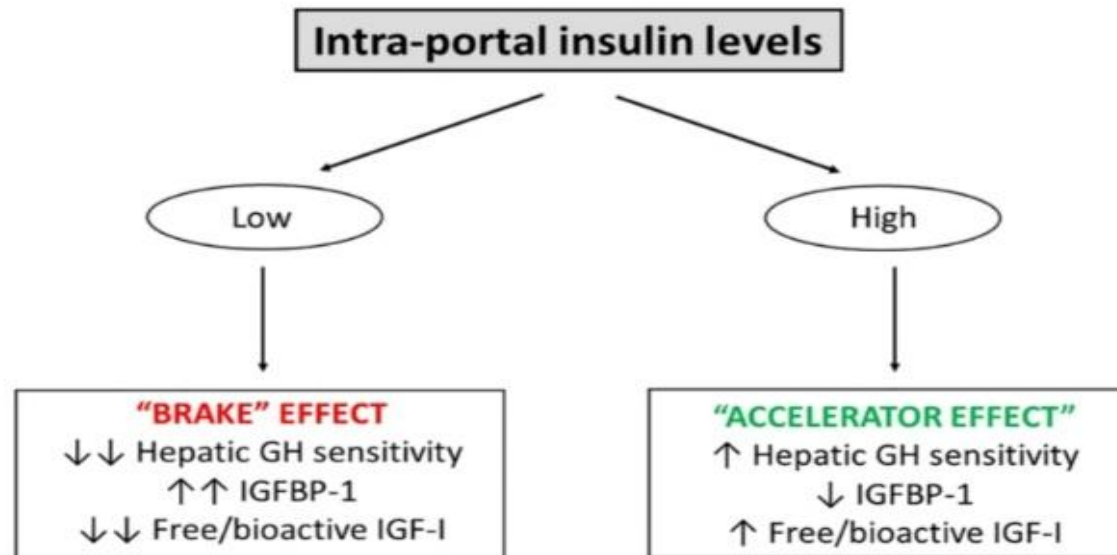 Intra-portal insulin levels
Low
High
“BRAKE” EFFECT
↓↓ Hepatic GH sensitivity
↑↑ IGFBP-1
↓↓ Free/bioactive IGF-I
“ACCELERATOR EFFECT”
↑ Hepatic GH sensitivity
↓ IGFBP-1
↑ Free/bioactive IGF-I